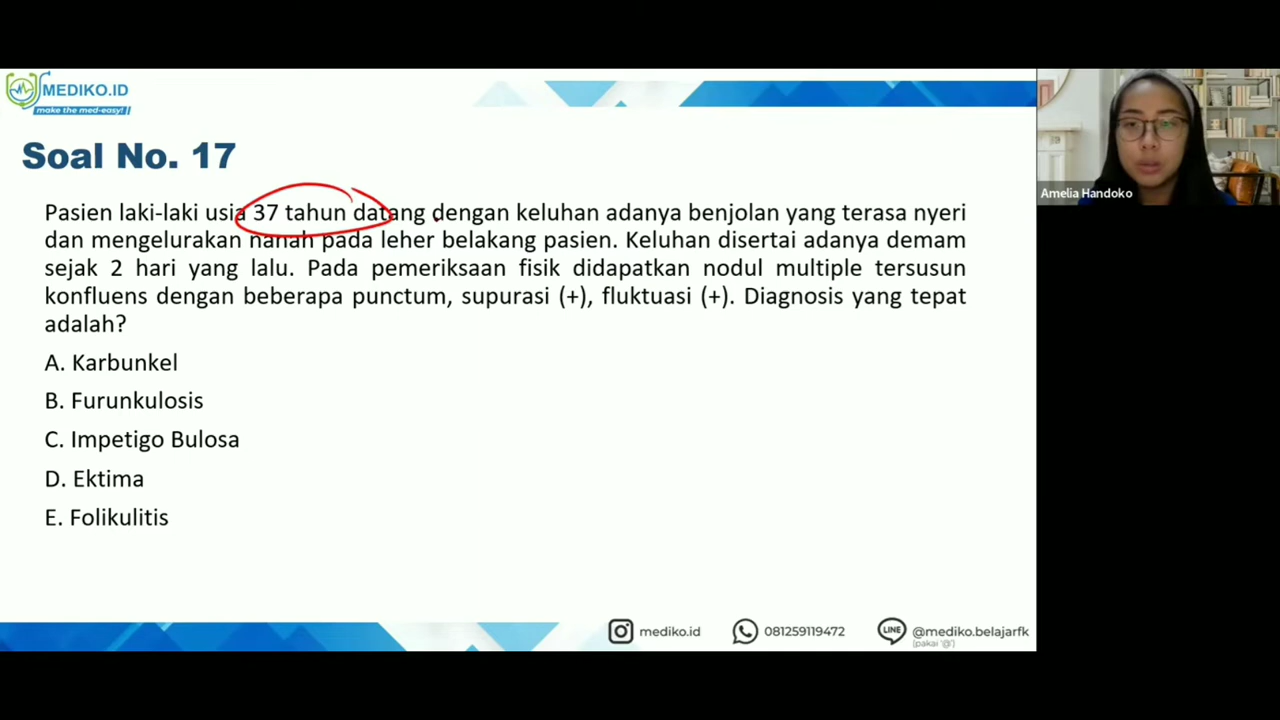 MEDIKO.ID
make the med-easy!
Soal No. 17
Pasien laki-laki usia 37 tahun datang dengan keluhan adanya benjolan yang terasa nyeri
dan mengelurakan nanah pada leher belakang pasien. Keluhan disertai adanya demam
sejak 2 hari yang lalu. Pada pemeriksaan fisik didapatkan nodul multiple tersusun
konfluens dengan beberapa punctum, supurasi (+), fluktuasi (+). Diagnosis yang tepat
adalah?
A. Karbunkel
B. Furunkulosis
C. Impetigo Bulosa
D. Ektima
E. Folikulitis
Amelia Handoko
mediko.id
081259119472
LINE
@mediko.belajarfk
(pakai '@')